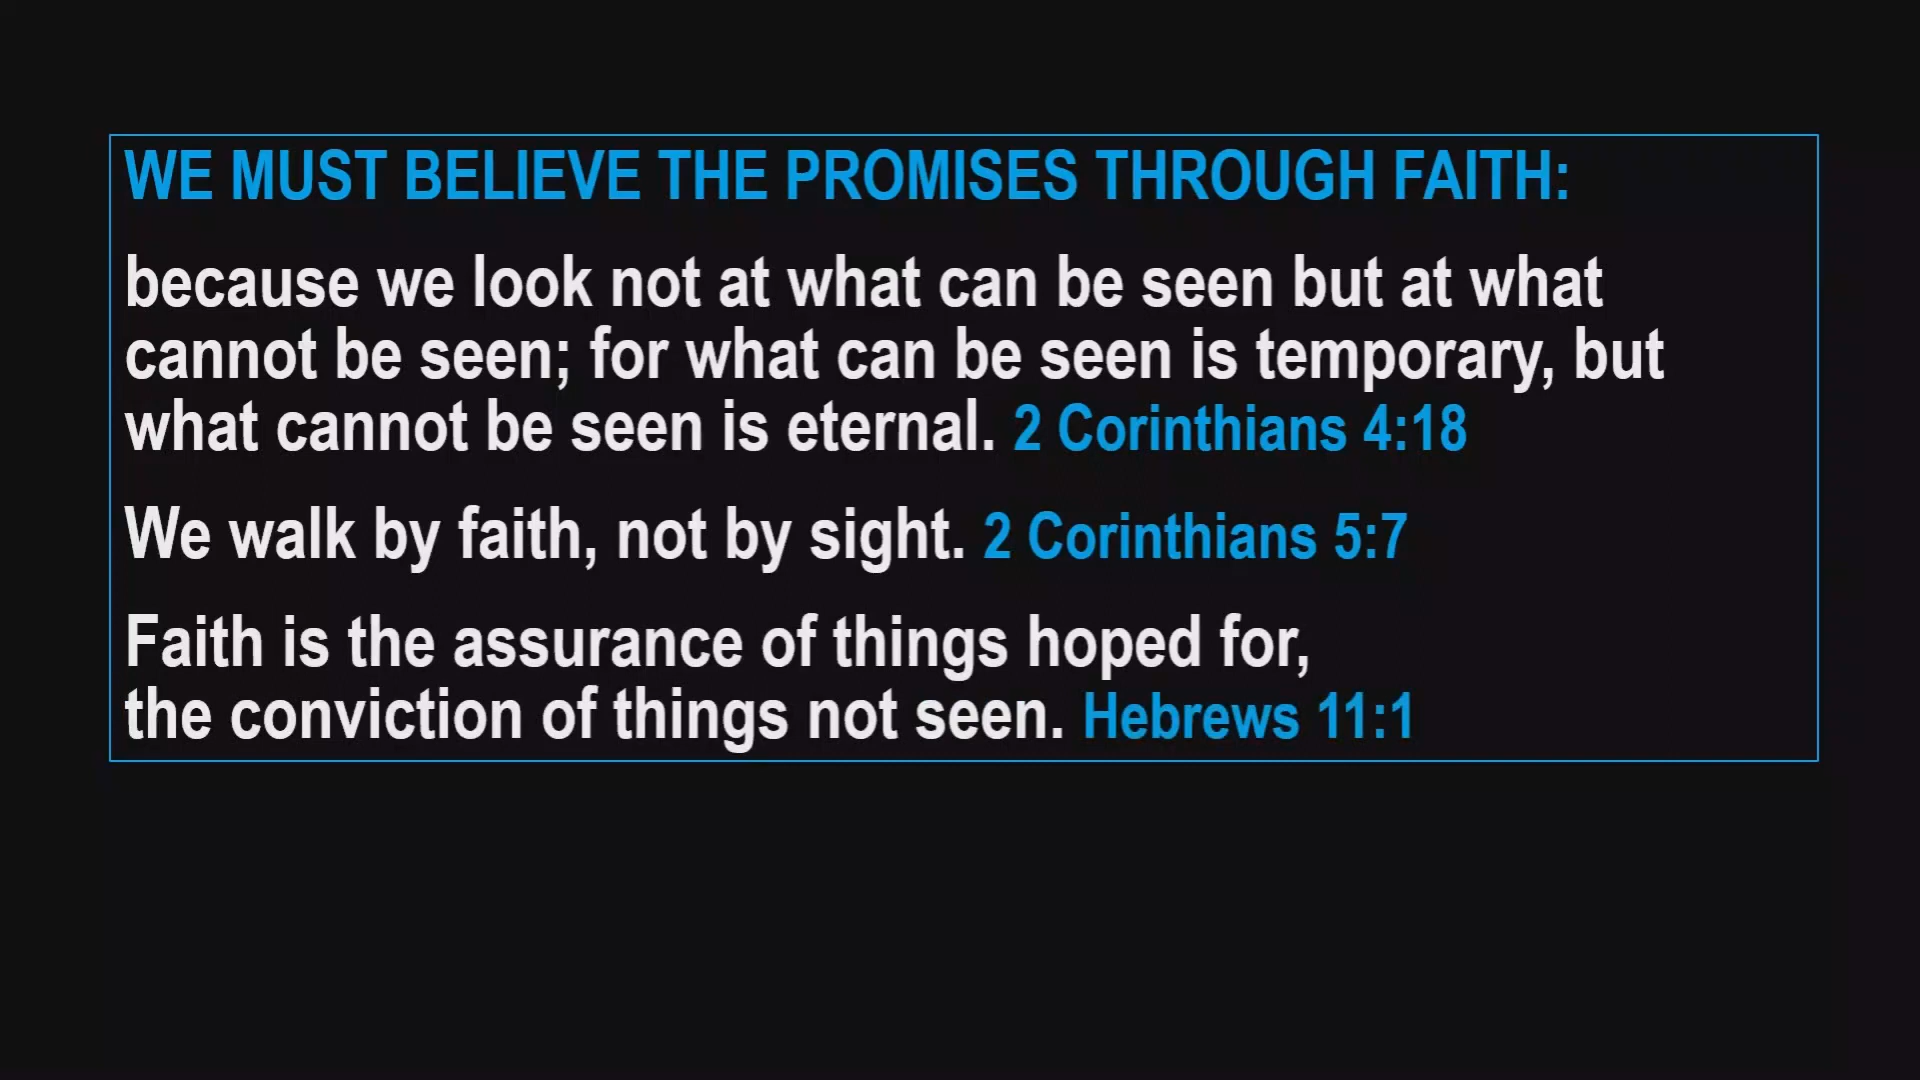 WE MUST BELIEVE THE PROMISES THROUGH FAITH:
because we look not at what can be seen but at what
cannot be seen; for what can be seen is temporary, but
what cannot be seen is eternal. 2 Corinthians 4:18
We walk by faith, not by sight. 2 Corinthians 5:7
Faith is the assurance of things hoped for,
the conviction of things not seen. Hebrews 11:1